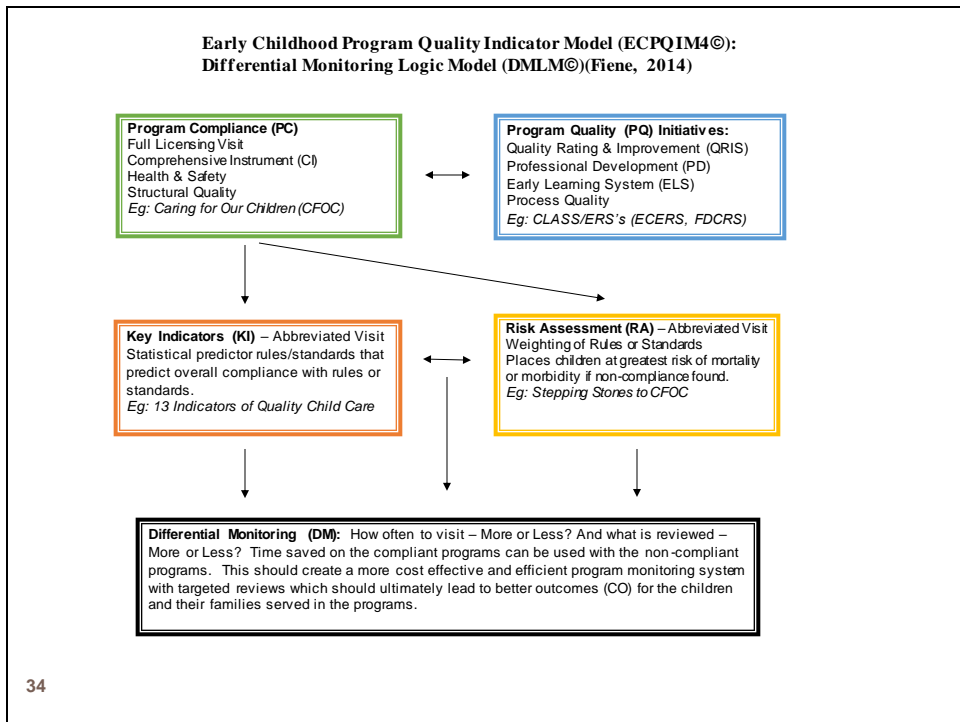 Early Childhood Program Quality Indicator Model (ECPQIM4©):
Differential Monitoring Logic Model (DMLM©)(Fiene, 2014)
Program Compliance (PC)
Full Licensing Visit
Comprehensive Instrument (CI)
Health & Safety
Structural Quality
Eg: Caring for Our Children (CFOC)
Program Quality (PQ) Initiatives:
Quality Rating & Improvement (QRIS)
Professional Development (PD)
Early Learning System (ELS)
Process Quality
Eg: CLASS/ERS's (ECERS, FDCRS)
Key Indicators (KI) – Abbreviated Visit
Statistical predictor rules/standards that
predict overall compliance with rules or
standards.
Eg: 13 Indicators of Quality Child Care
Risk Assessment (RA) – Abbreviated Visit
Weighting of Rules or Standards
Places children at greatest risk of mortality
or morbidity if non-compliance found.
Eg: Stepping Stones to CFOC
Differential Monitoring (DM): How often to visit – More or Less? And what is reviewed –
More or Less? Time saved on the compliant programs can be used with the non-compliant
programs. This should create a more cost effective and efficient program monitoring system
with targeted reviews which should ultimately lead to better outcomes (CO) for the children
and their families served in the programs.
34